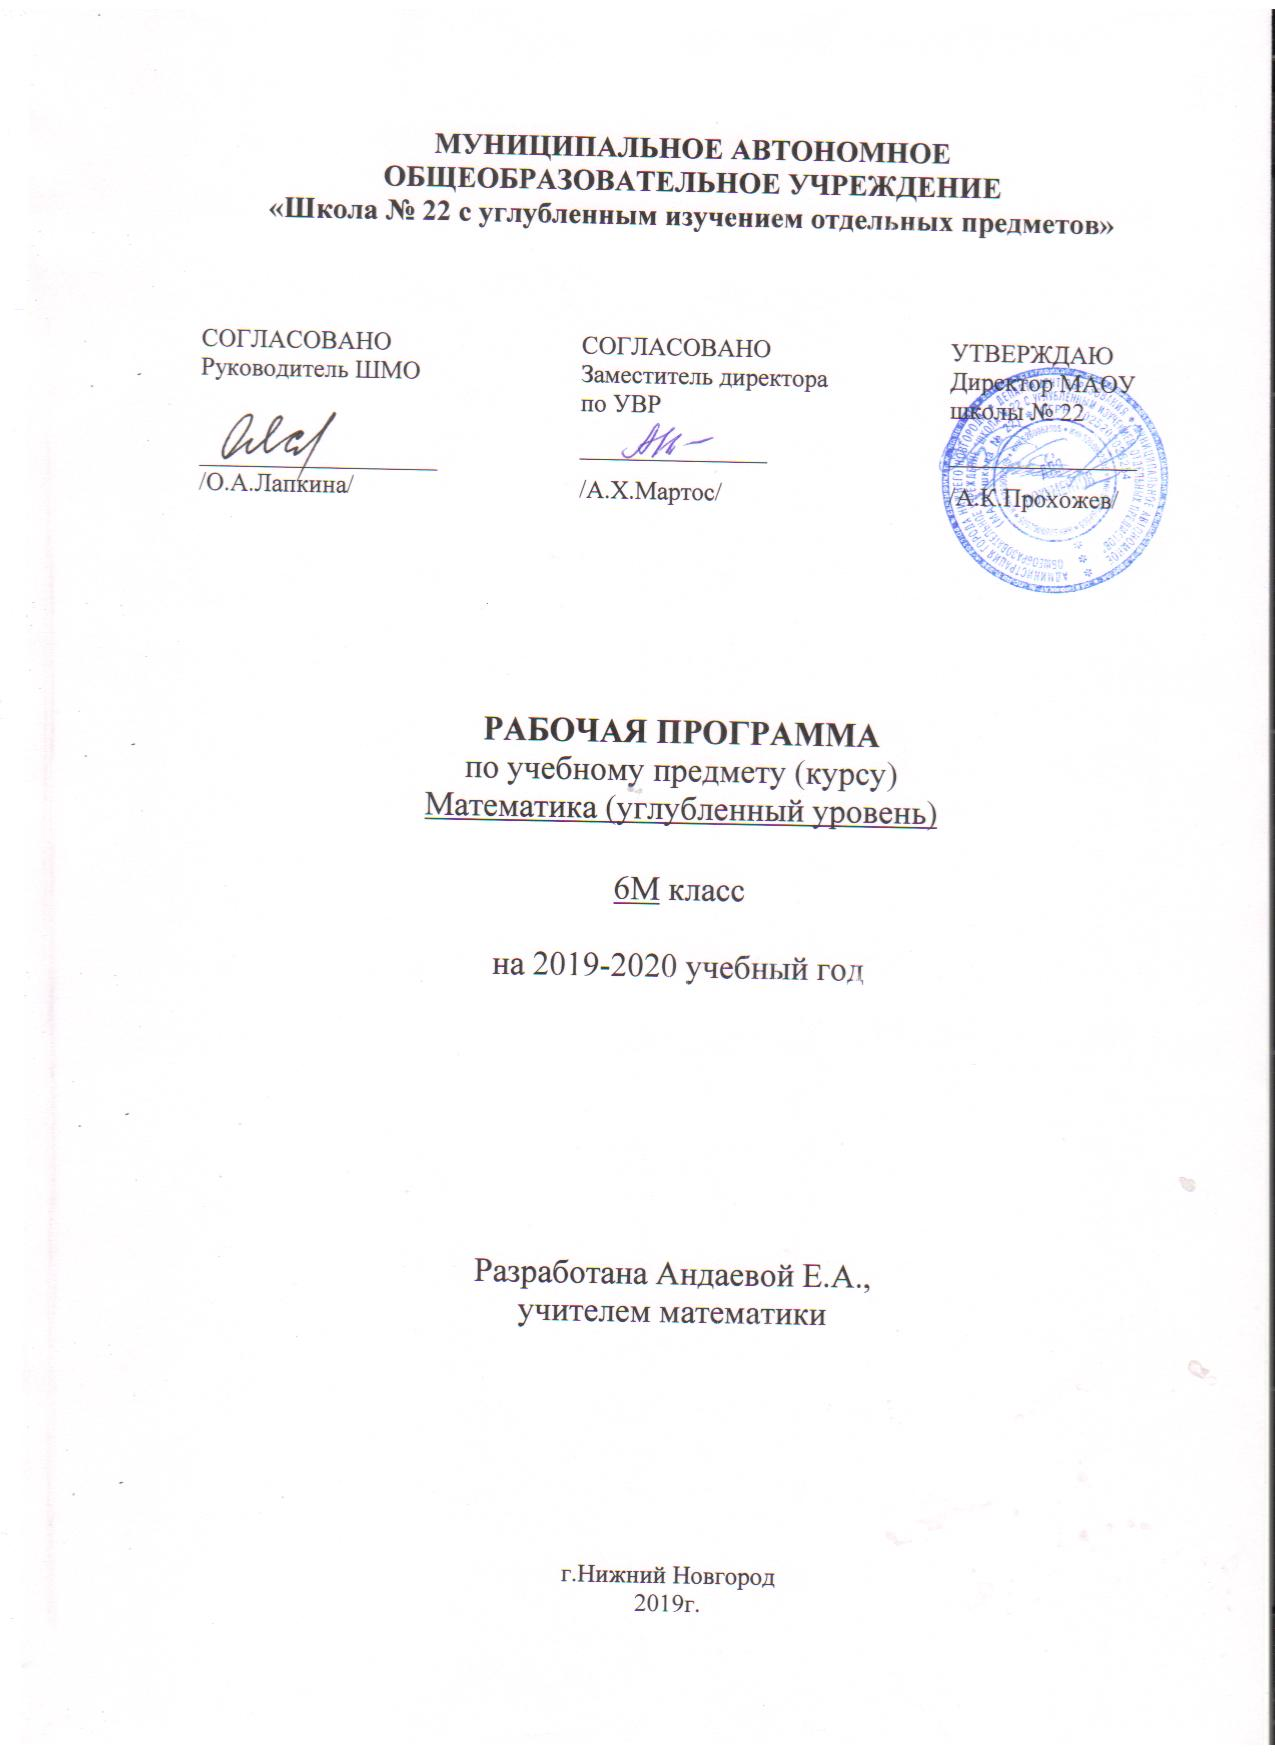 МУНИЦИПАЛЬНОЕ АВТОНОМНОЕ
ОБЩЕОБРАЗОВАТЕЛЬНОЕ УЧРЕЖДЕНИЕ
«Школа № 22 с углубленным изучением отдельных предметов»
СОГЛАСОВАНО
Руководитель ШМО
/О.А.Лапкина/
СОГЛАСОВАНО
Заместитель директора
по УВР
/А.Х.Мартос/
УТВЕРЖДАЮ
Директор МАОУ
школы № 22
А.К.Прохожев/
РАБОЧАЯ ПРОГРАММА
по учебному предмету (курсу)
Математика (углубленный уровень)
6М класс
на 2019-2020 учебный год
Разработана Андаевой Е.А.,
учителем математики
г.Нижний Новгород
2019г.